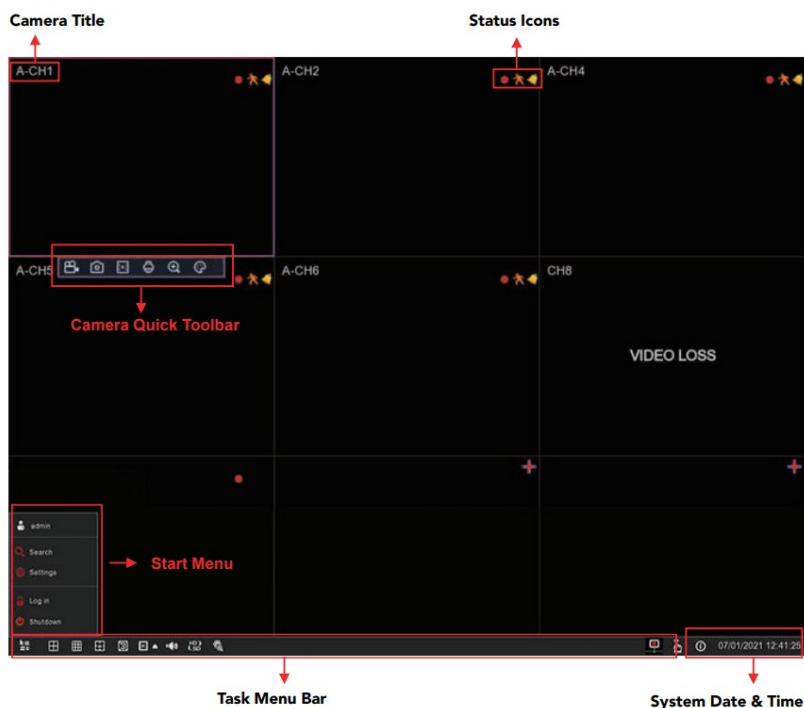 Camera Title
Status Icons
A-CH1
A-CH2
A-CH4
A-CH5
A-CH6
CH8
Camera Quick Toolbar
VIDEO LOSS
admin
Search
Settings
Start Menu
Log in
Shutdown
07/01/2021 12:41:25
Task Menu Bar
System Date & Time